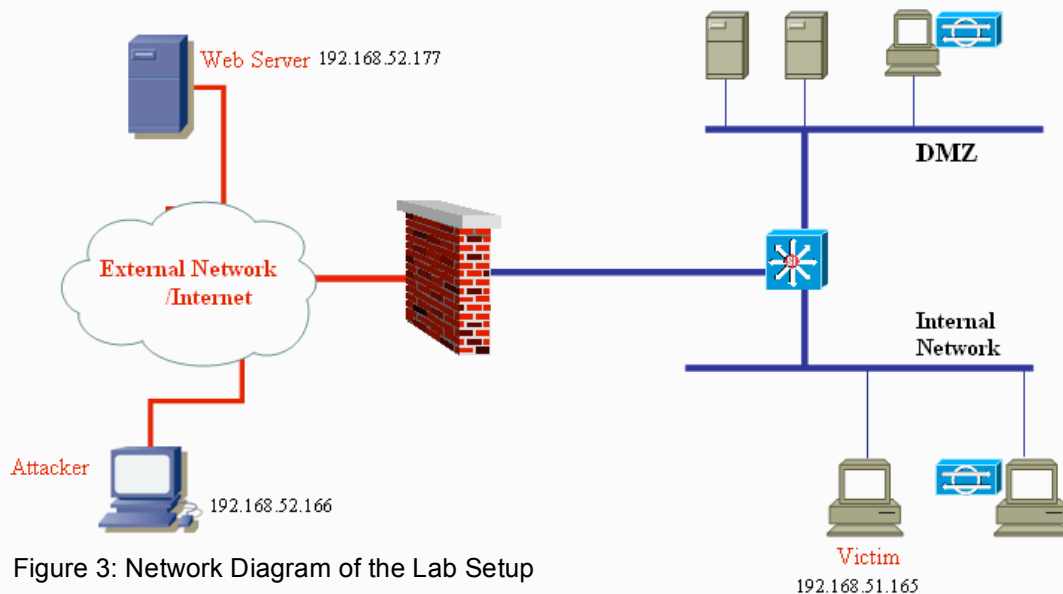 Web Server 192.168.52.177
DMZ
External Network
/Internet
Internal
Network
Attacker
192.168.52.166
Victim
192.168.51.165
Figure 3: Network Diagram of the Lab Setup